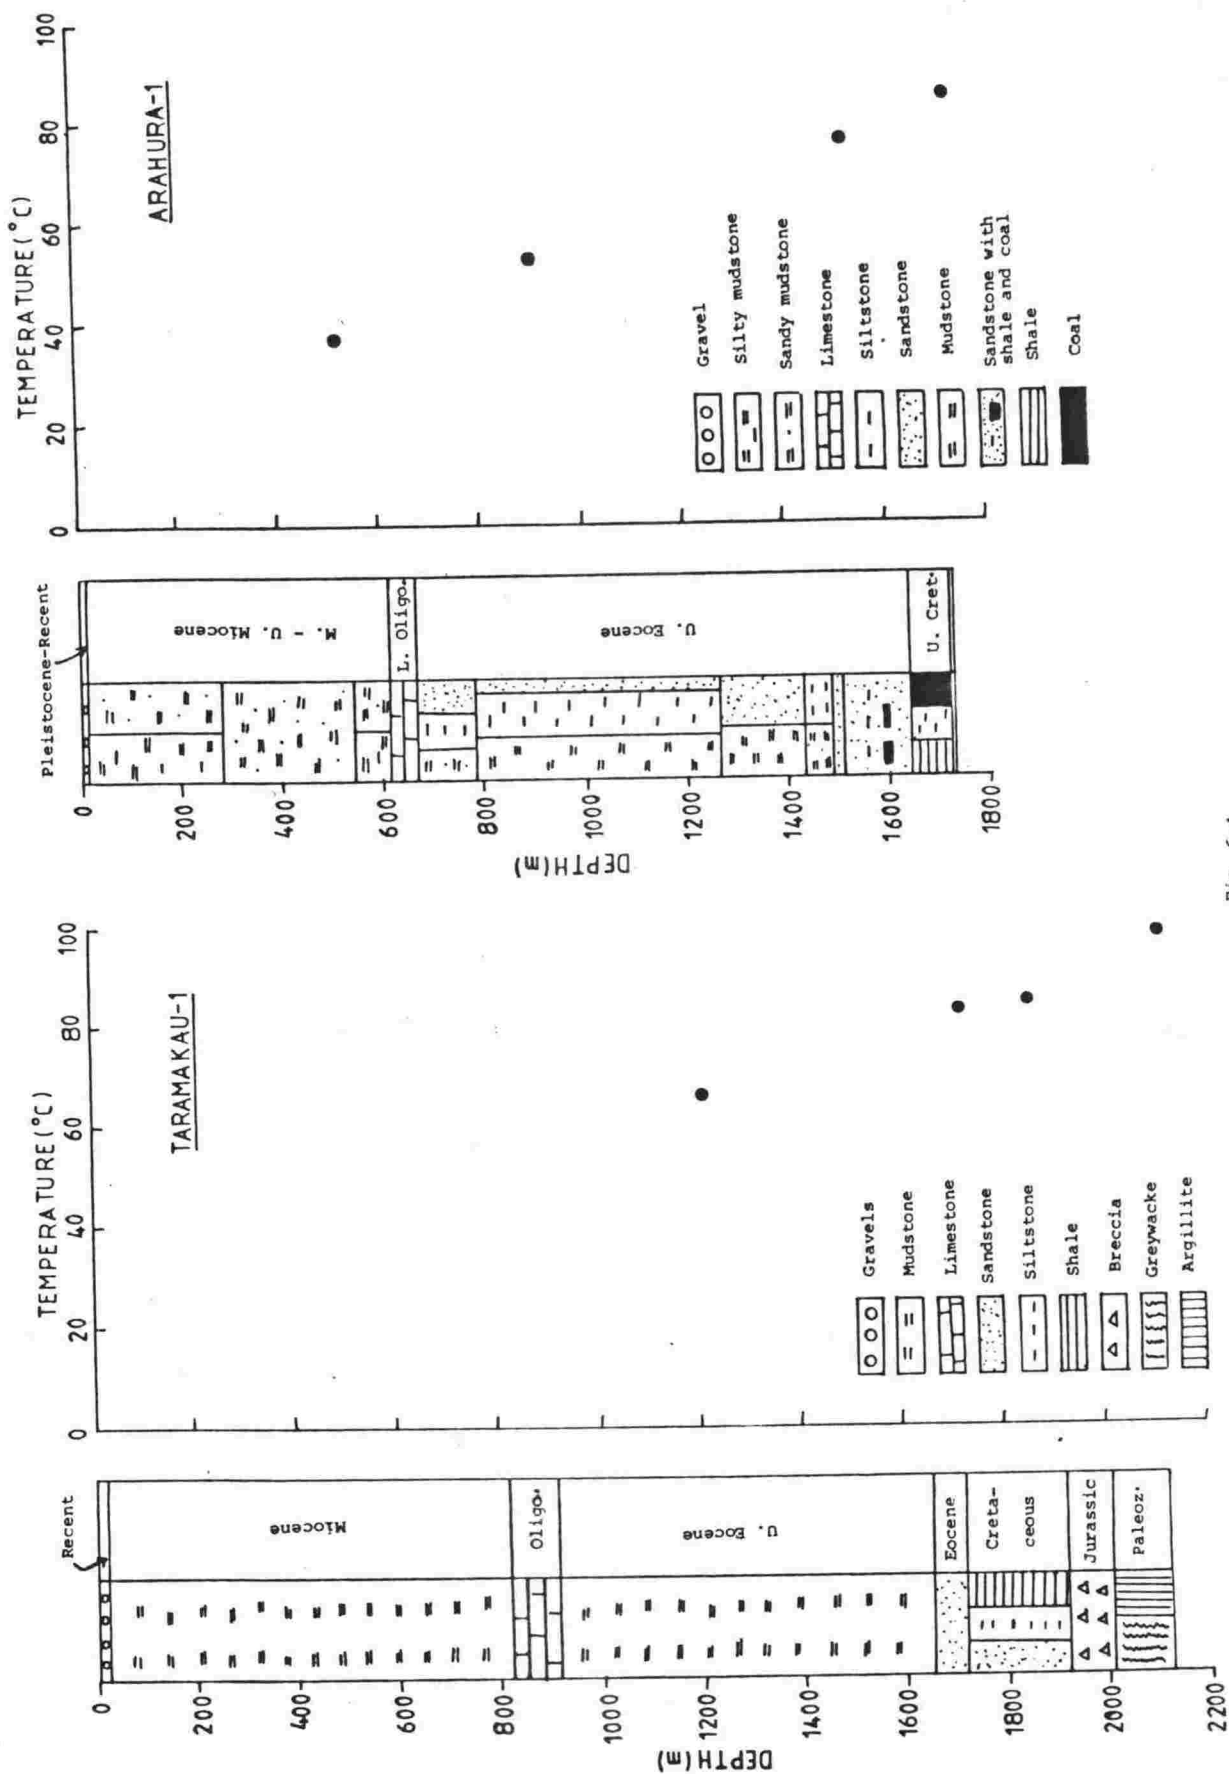 TEMPERATURE(°C)
0 20 40 60 80 100
TARAMAKAU-1
Recent
Miocene
Oligo.
U. Eocene
Eocene
Creta-
ceous
Jurassic
Paleoz.
DEPTH(m)
0
200
400
600
800
1000
1200
1400
1600
1800
2000
2200
Gravels
Mudstone
Limestone
Sandstone
Siltstone
Shale
Breccia
Greywacke
Argillite
TEMPERATURE(°C)
0 20 40 60 80 100
ARAHURA-1
Pleistocene-Recent
M. - U. Miocene
L. Oligo.
U. Eocene
U. Cret.
DEPTH(m)
0
200
400
600
800
1000
1200
1400
1600
1800
Gravel
Silty mudstone
Sandy mudstone
Limestone
Siltstone
Sandstone
Mudstone
Sandstone with
shale and coal
Shale
Coal